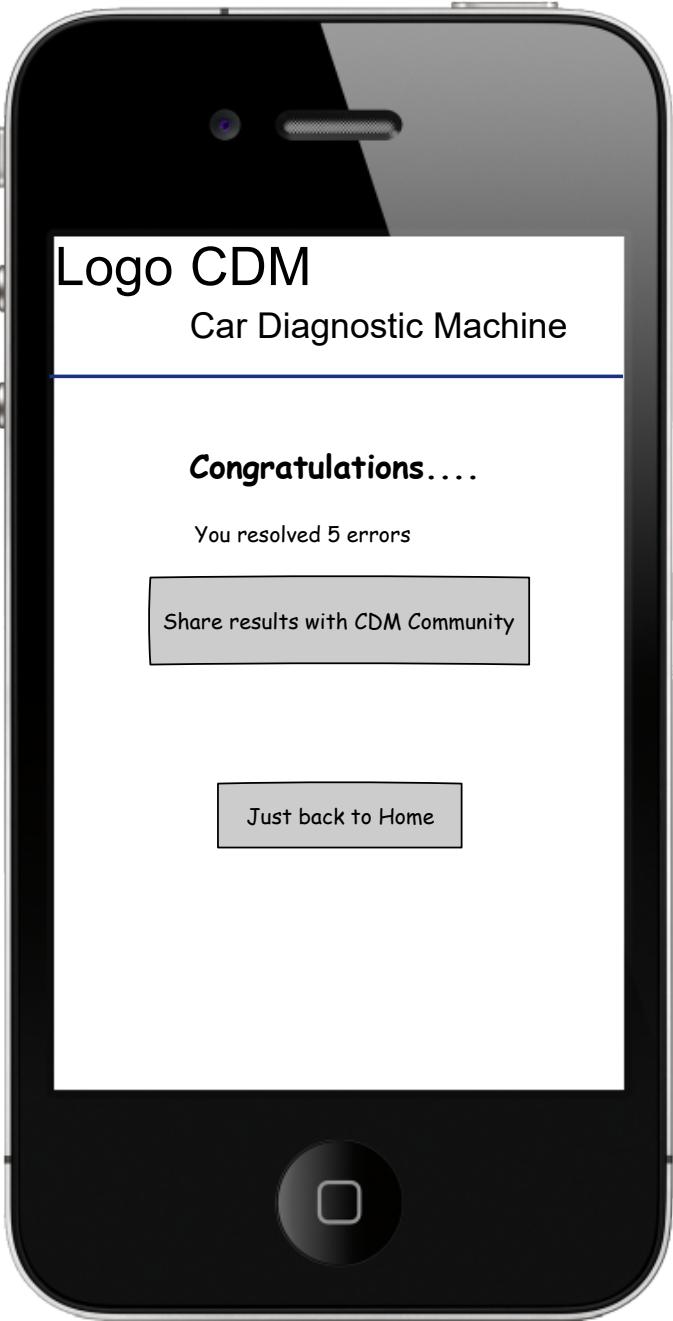 Logo CDM
Car Diagnostic Machine
Congratulations....
You resolved 5 errors
Share results with CDM Community
Just back to Home